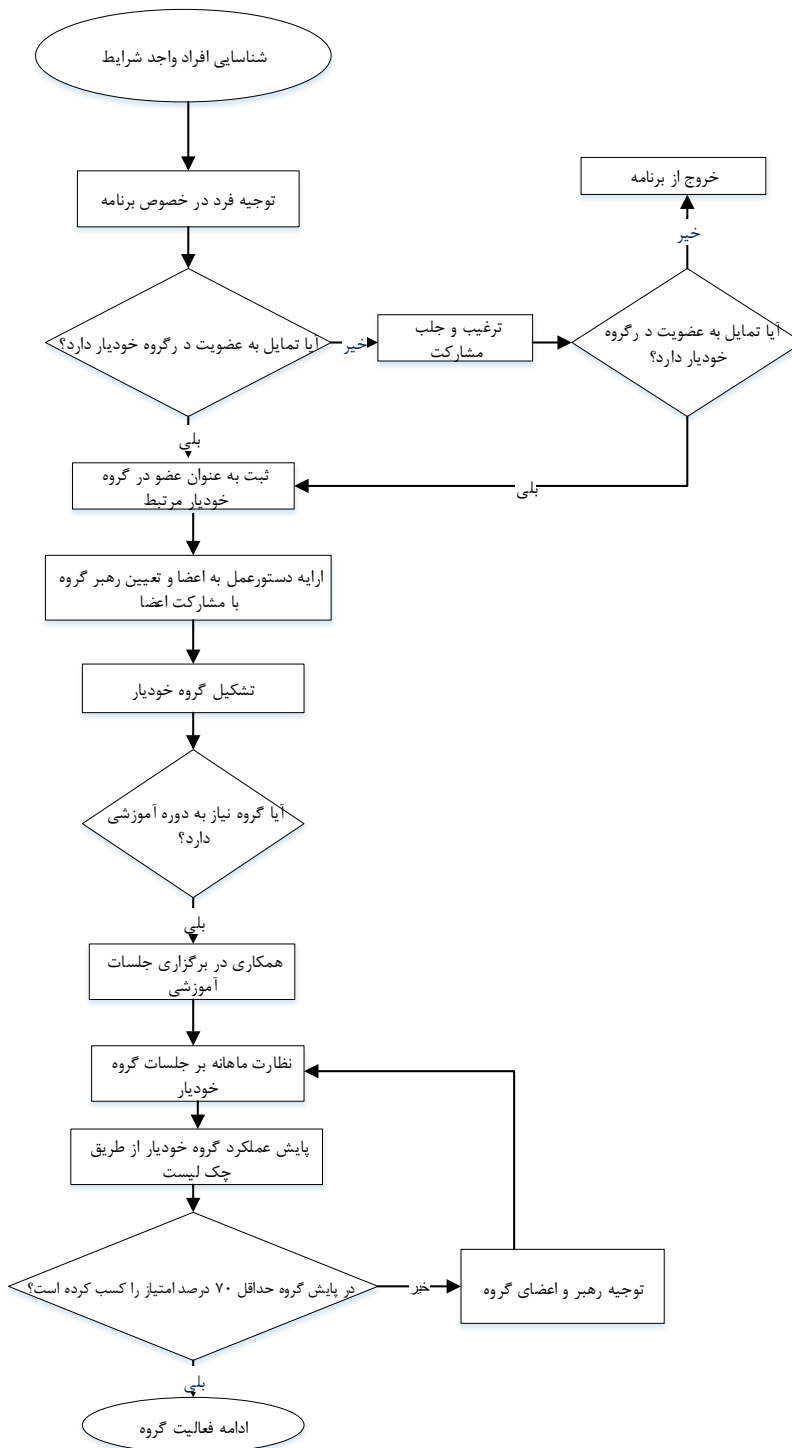 شناسایی افراد واجد شرایط
توجیه فرد در خصوص برنامه
خروج از برنامه
خیر
آیا تمایل به عضویت د رگروه خودیار دارد؟
خیر
ترغیب و جلب
مشارکت
آیا تمایل به عضویت د رگروه
خودیار دارد؟
بلی
بلی
ثبت به عنوان عضو در گروه
خودیار مرتبط
ارایه دستورعمل به اعضا و تعیین رهبر گروه
با مشارکت اعضا
تشکیل گروه خودیار
آیا گروه نیاز به دوره آموزشی
دارد؟
بلی
همکاری در برگزاری جلسات
آموزشی
نظارت ماهانه بر جلسات گروه
خودیار
پایش عملکرد گروه خودیار از طریق
چک لیست
در پایش گروه حداقل ۷۰ درصد امتیاز را کسب کرده است؟
خیر
توجیه رهبر و اعضای گروه
بلی
ادامه فعالیت گروه